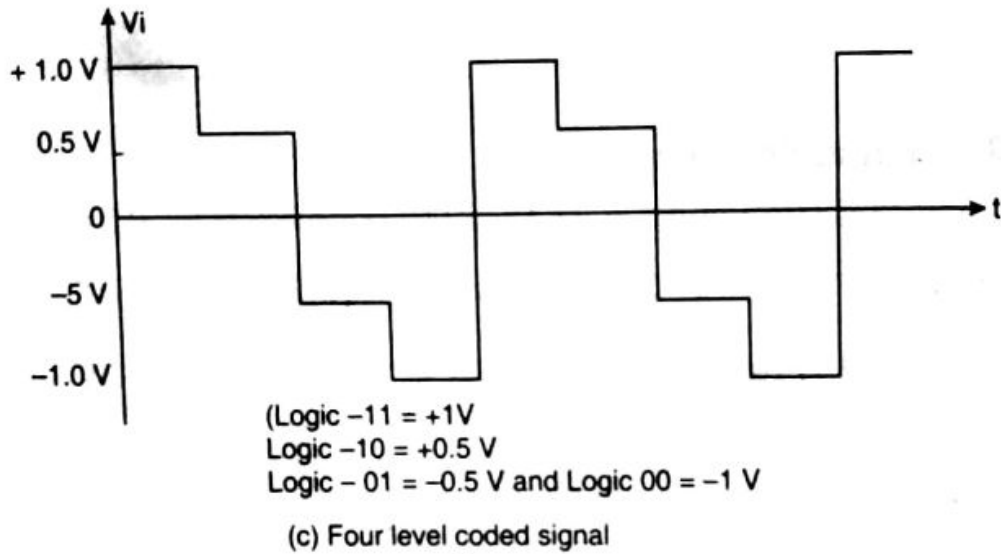 Vi
+ 1.0 V
0.5 V
0
t
–5 V
–1.0 V
(Logic –11 = +1V
Logic –10 = +0.5 V
Logic – 01 = –0.5 V and Logic 00 = –1 V
(c) Four level coded signal